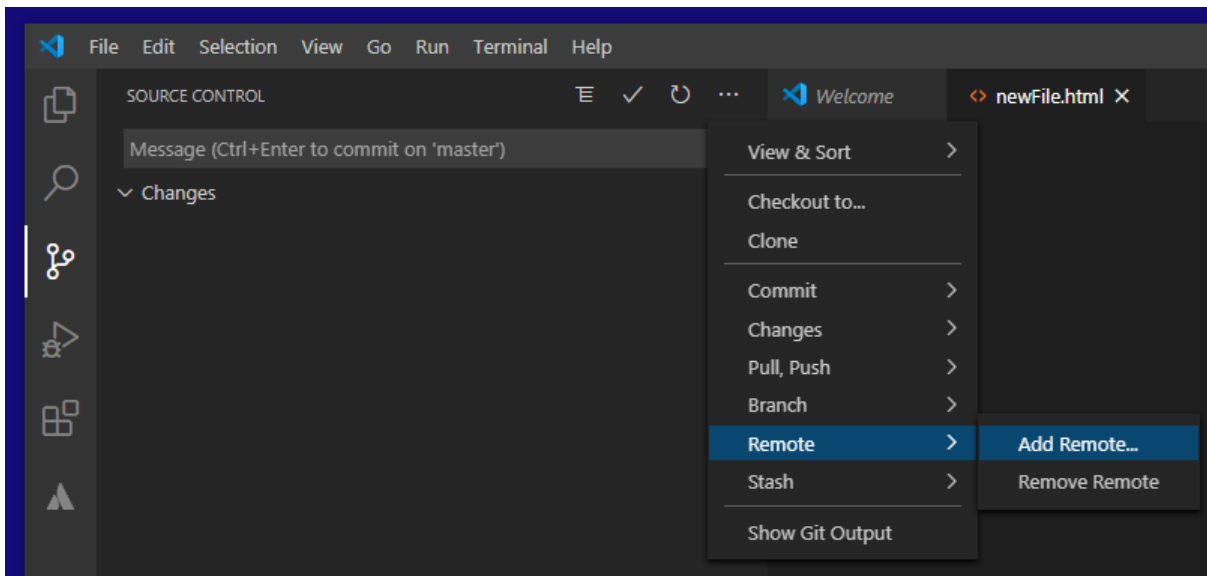 File Edit Selection View Go Run Terminal Help
SOURCE CONTROL
Welcome
newFile.html
Message (Ctrl+Enter to commit on 'master')
Changes
View & Sort
Checkout to...
Clone
Commit
Changes
Pull, Push
Branch
Remote
Add Remote...
Stash
Remove Remote
Show Git Output